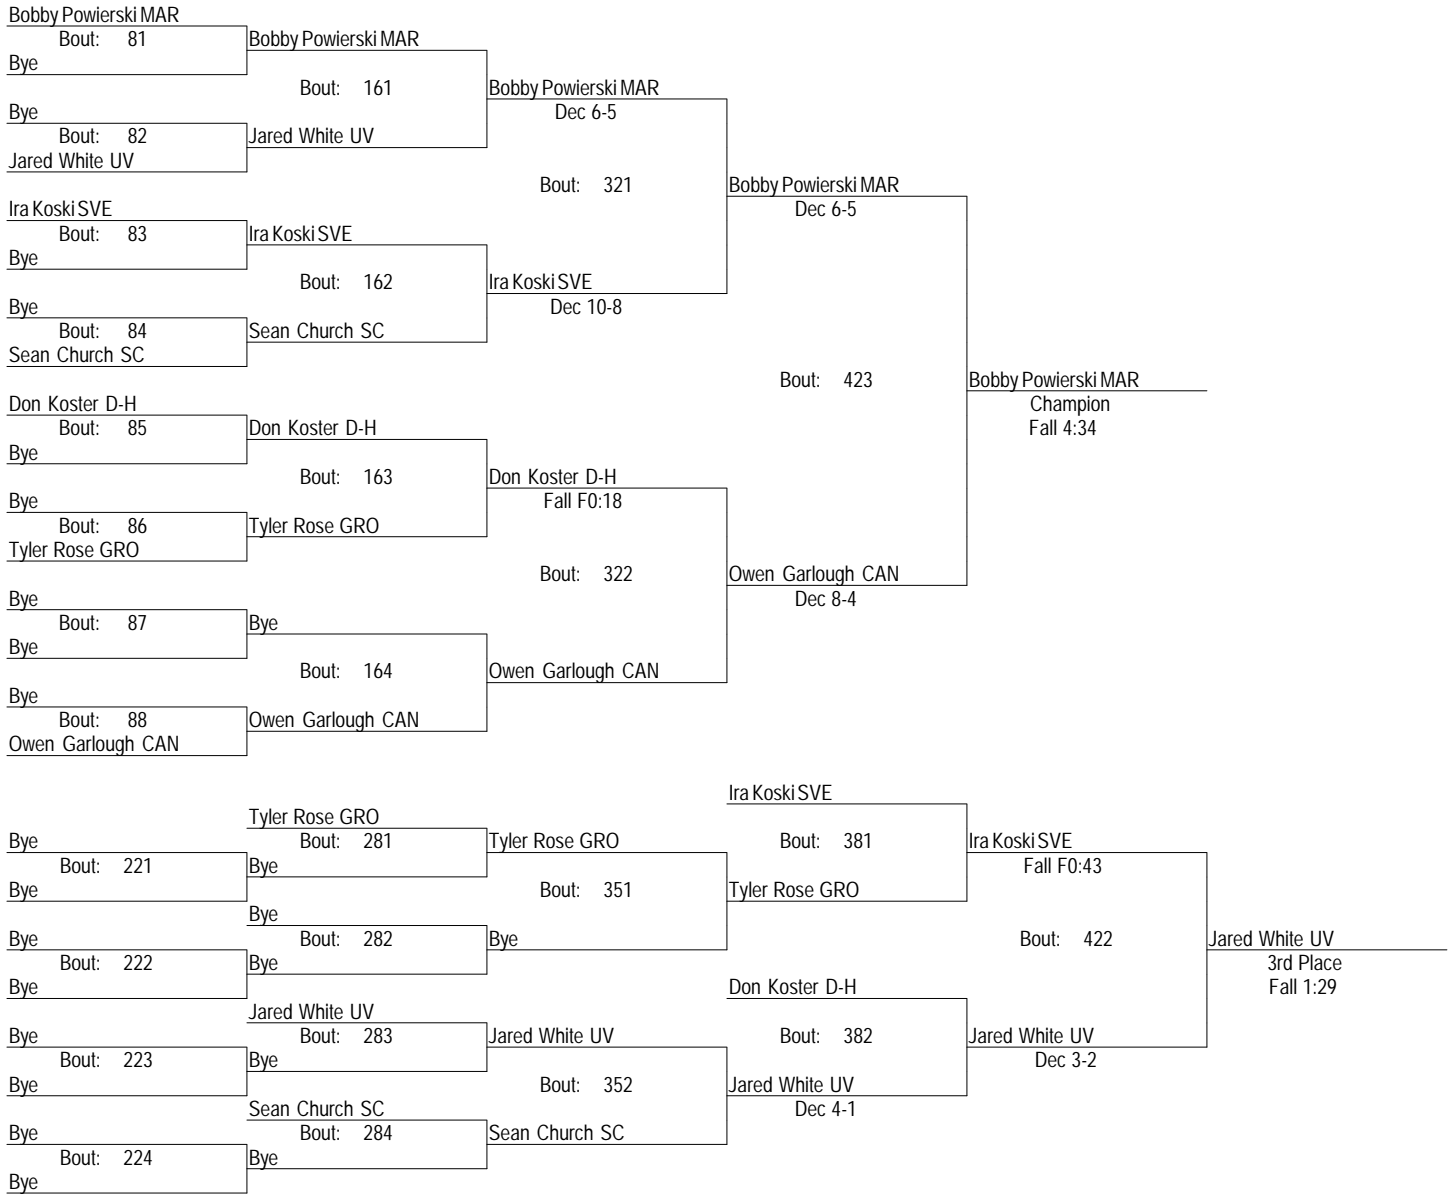 Bobby Powierski MAR
Bout: 81
Bobby Powierski MAR
Bye
Bout: 161
Bobby Powierski MAR
Bye
Dec 6-5
Bout: 82
Jared White UV
Jared White UV
Bout: 321
Bobby Powierski MAR
Ira Koski SVE
Dec 6-5
Bout: 83
Ira Koski SVE
Bye
Bout: 162
Ira Koski SVE
Bye
Dec 10-8
Bout: 84
Sean Church SC
Sean Church SC
Bout: 423
Bobby Powierski MAR
Don Koster D-H
Champion
Bout: 85
Don Koster D-H
Fall 4:34
Bye
Bout: 163
Don Koster D-H
Bye
Fall F0:18
Bout: 86
Tyler Rose GRO
Tyler Rose GRO
Bout: 322
Owen Garlough CAN
Bye
Dec 8-4
Bout: 87
Bye
Bye
Bout: 164
Owen Garlough CAN
Bye
Bout: 88
Owen Garlough CAN
Owen Garlough CAN
Ira Koski SVE
Tyler Rose GRO
Bye
Bout: 281
Tyler Rose GRO
Bout: 381
Ira Koski SVE
Bout: 221
Bye
Fall F0:43
Bye
Bout: 351
Tyler Rose GRO
Bye
Bye
Bout: 282
Bye
Bout: 422
Jared White UV
Bout: 222
Bye
3rd Place
Bye
Don Koster D-H
Fall 1:29
Jared White UV
Bye
Bout: 283
Jared White UV
Bout: 382
Jared White UV
Bout: 223
Bye
Dec 3-2
Bye
Bout: 352
Jared White UV
Sean Church SC
Dec 4-1
Bye
Bout: 284
Sean Church SC
Bout: 224
Bye
Bye